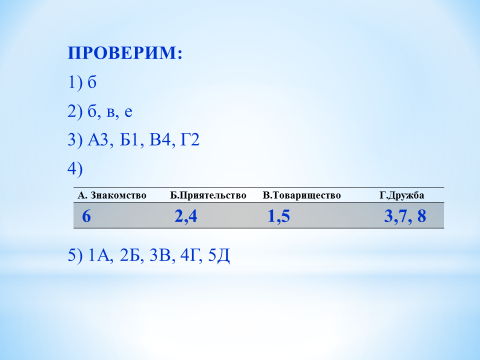 ПРОВЕРИМ:
1) б
2) б, в, е
3) А3, Б1, В4, Г2
4)
А. Знакомство Б.Приятельство В.Товарищество Г.Дружба
6 2,4 1,5 3,7, 8
5) 1А, 2Б, 3В, 4Г, 5Д